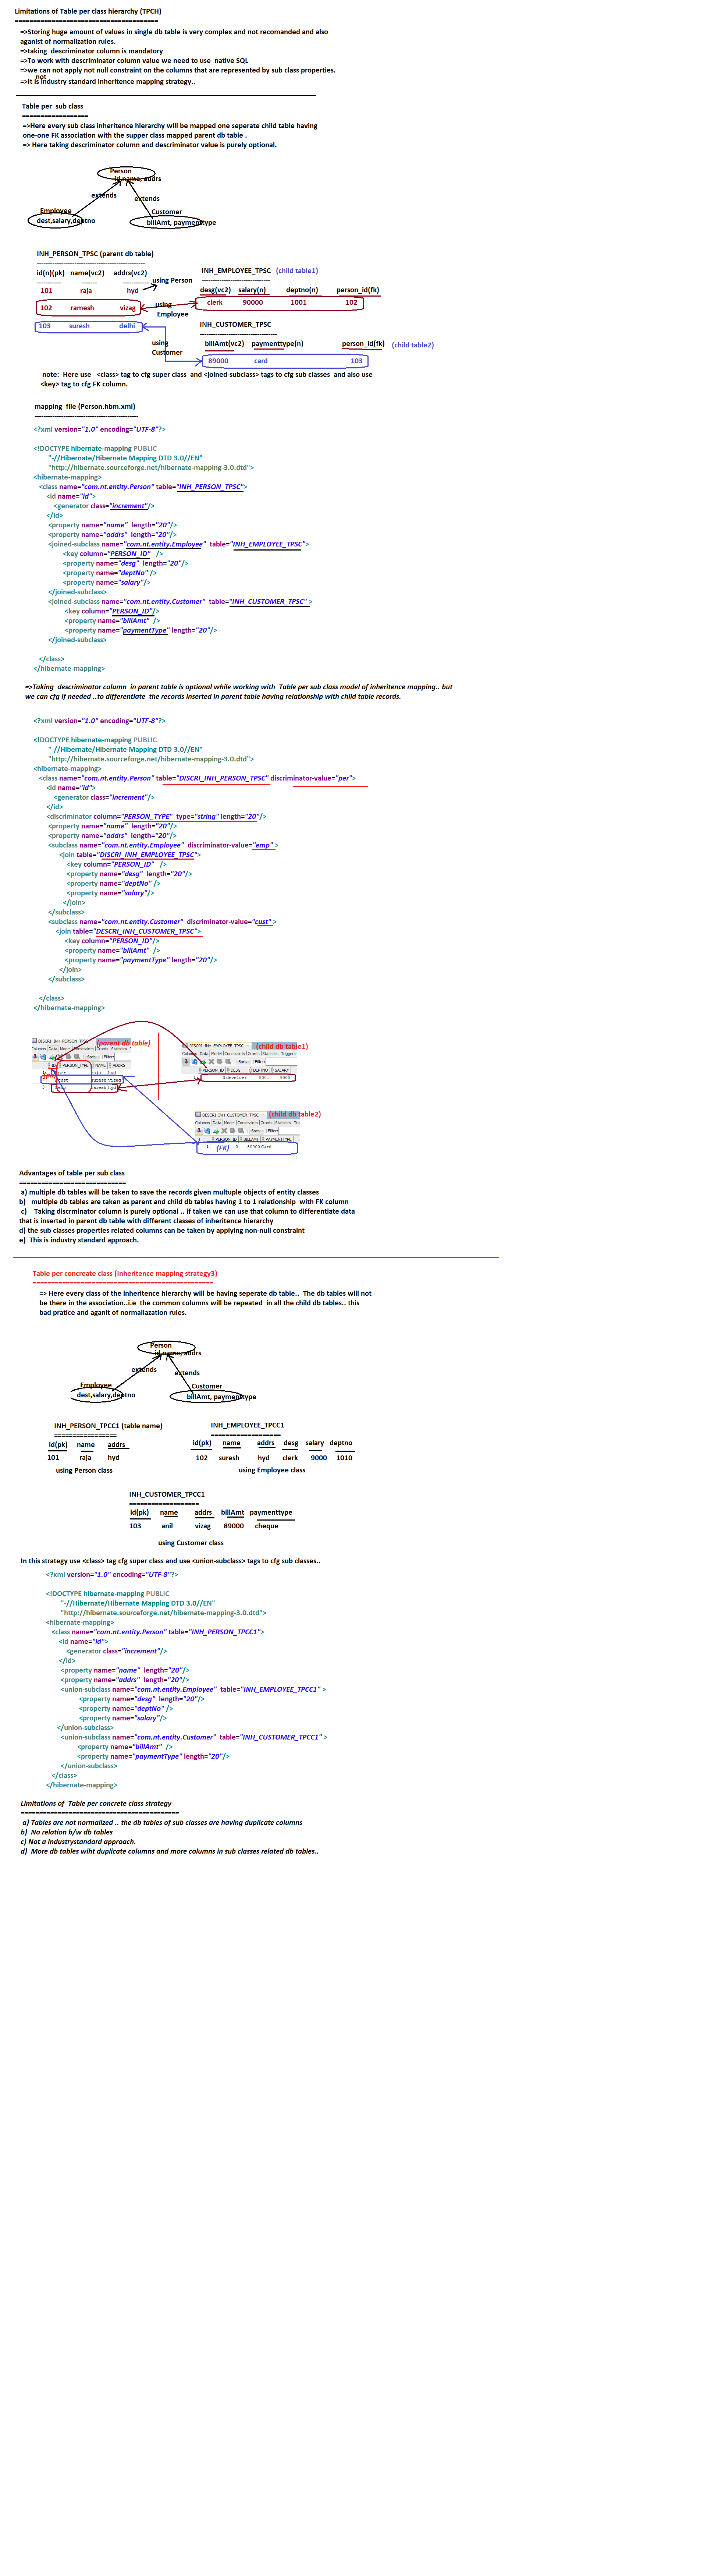 Limitations of Table per class hierarchy (TPCH)
=======================================
=>Storing huge amount of values in single db table is very complex and not recomanded and also
aganist of normalization rules.
=>taking descriminator column is mandatory
=>To work with descriminator column value we need to use native SQL
=>we can not apply not null constraint on the columns that are represented by sub class properties.
not
=>It is industry standard inheritence mapping strategy..
Table per sub class
==================
=>Here every sub class inheritence hierarchy will be mapped one seperate child table having
one-one FK association with the supper class mapped parent db table .
=> Here taking descriminator column and descriminator value is purely optional.
Person
id,name, addrs
extends
extends
Employee
Customer
dest,salary,deptno
billAmt, paymenttype
INH_PERSON_TPSC (parent db table)
-----------------------------------------------
id(n)(pk) name(vc2) addrs(vc2)
----------- ------- ------------
101 raja hyd
using Person
102 ramesh vizag
using
Employee
103 suresh delhi
using
Customer
INH_EMPLOYEE_TPSC (child table1)
------------------------------
desg(vc2) salary(n) deptno(n) person_id(fk)
clerk 90000 1001 102
INH_CUSTOMER_TPSC
----------------------------------
billAmt(vc2) paymenttype(n) person_id(fk) (child table2)
89000 card 103
note: Here use <class> tag to cfg super class and <joined-subclass> tags to cfg sub classes and also use
<key> tag to cfg FK column.
mapping file (Person.hbm.xml)
---------------------------------------------
<?xml version="1.0" encoding="UTF-8"?>
<!DOCTYPE hibernate-mapping PUBLIC
"-//Hibernate/Hibernate Mapping DTD 3.0//EN"
"http://hibernate.sourceforge.net/hibernate-mapping-3.0.dtd">
<hibernate-mapping>
<class name="com.nt.entity.Person" table="INH_PERSON_TPSC">
<id name="id">
<generator class="increment"/>
</id>
<property name="name" length="20"/>
<property name="addrs" length="20"/>
<joined-subclass name="com.nt.entity.Employee" table="INH_EMPLOYEE_TPSC">
<key column="PERSON_ID" />
<property name="desg" length="20"/>
<property name="deptNo" />
<property name="salary"/>
</joined-subclass>
<joined-subclass name="com.nt.entity.Customer" table="INH_CUSTOMER_TPSC" >
<key column="PERSON_ID"/>
<property name="billAmt" />
<property name="paymentType" length="20"/>
</joined-subclass>
</class>
</hibernate-mapping>
=>Taking descriminator column in parent table is optional while working with Table per sub class model of inheritence mapping.. but
we can cfg if needed ..to differentiate the records inserted in parent table having relationship with child table records.
<?xml version="1.0" encoding="UTF-8"?>
<!DOCTYPE hibernate-mapping PUBLIC
"-//Hibernate/Hibernate Mapping DTD 3.0//EN"
"http://hibernate.sourceforge.net/hibernate-mapping-3.0.dtd">
<hibernate-mapping>
<class name="com.nt.entity.Person" table="DISCRI_INH_PERSON_TPSC" discriminator-value="per">
<id name="id">
<generator class="increment"/>
</id>
<discriminator column="PERSON_TYPE" type="string" length="20"/>
<property name="name" length="20"/>
<property name="addrs" length="20"/>
<subclass name="com.nt.entity.Employee" discriminator-value="emp" >
<join table="DISCRI_INH_EMPLOYEE_TPSC">
<key column="PERSON_ID" />
<property name="desg" length="20"/>
<property name="deptNo" />
<property name="salary"/>
</join>
</subclass>
<subclass name="com.nt.entity.Customer" discriminator-value="cust" >
<join table="DESCRI_INH_CUSTOMER_TPSC">
<key column="PERSON_ID"/>
<property name="billAmt" />
<property name="paymentType" length="20"/>
</join>
</subclass>
</class>
</hibernate-mapping>
DISCRI_INH_PERSON_TPSC
(parent db table)
Columns Data Model Constraints Grants Statistics
Sort.. Filter:
PERSON_TYPE NAME ADDRS
DISCRI_INH_EMPLOYEE_TPSC
(child db table1)
Columns Data Model Constraints Grants Statistics Triggers
Sort.. Filter:
PERSON_ID DESG DEPTNO SALARY
DESCRI_INH_CUSTOMER_TPSC
(child db table2)
Columns Data Model Constraints Grants Statistics
Sort.. Filter:
PERSON_ID BILLAMT PAYMENTTYPE
1 (FK) 2 80000 Card
Advantages of table per sub class
=============================
a) multiple db tables will be taken to save the records given multuple objects of entity classes
b) multiple db tables are taken as parent and child db tables having 1 to 1 relationship with FK column
c) Taking discrminator column is purely optional .. if taken we can use that column to differentiate data
that is inserted in parent db table with different classes of inheritence hierarchy
d) the sub classes properties related columns can be taken by applying non-null constraint
e) This is industry standard approach.
Table per concreate class (Inheritence mapping strategy3)
=================================================
=> Here every class of the inheritence hierarchy will be having seperate db table.. The db tables will not
be there in the association..i.e the common columns will be repeated in all the child db tables.. this
bad pratice and aganit of normailazation rules.
Person
id,name, addrs
extends
extends
Employee
Customer
dest,salary,deptno
billAmt, paymenttype
INH_PERSON_TPCC1 (table name)
=================
id(pk) name addrs
101 raja hyd
using Person class
INH_EMPLOYEE_TPCC1
===================
id(pk) name addrs desg salary deptno
102 suresh hyd clerk 9000 1010
using Employee class
INH_CUSTOMER_TPCC1
===================
id(pk) name addrs billAmt paymenttype
103 anil vizag 89000 cheque
using Customer class
In this strategy use <class> tag cfg super class and use <union-subclass> tags to cfg sub classes..
<?xml version="1.0" encoding="UTF-8"?>
<!DOCTYPE hibernate-mapping PUBLIC
"-//Hibernate/Hibernate Mapping DTD 3.0//EN"
"http://hibernate.sourceforge.net/hibernate-mapping-3.0.dtd">
<hibernate-mapping>
<class name="com.nt.entity.Person" table="INH_PERSON_TPCC1">
<id name="id">
<generator class="increment"/>
</id>
<property name="name" length="20"/>
<property name="addrs" length="20"/>
<union-subclass name="com.nt.entity.Employee" table="INH_EMPLOYEE_TPCC1" >
<property name="desg" length="20"/>
<property name="deptNo" />
<property name="salary"/>
</union-subclass>
<union-subclass name="com.nt.entity.Customer" table="INH_CUSTOMER_TPCC1" >
<property name="billAmt" />
<property name="paymentType" length="20"/>
</union-subclass>
</class>
</hibernate-mapping>
Limitations of Table per concrete class strategy
===========================================
a) Tables are not normalized .. the db tables of sub classes are having duplicate columns
b) No relation b/w db tables
c) Not a industrystandard approach.
d) More db tables wiht duplicate columns and more columns in sub classes related db tables..